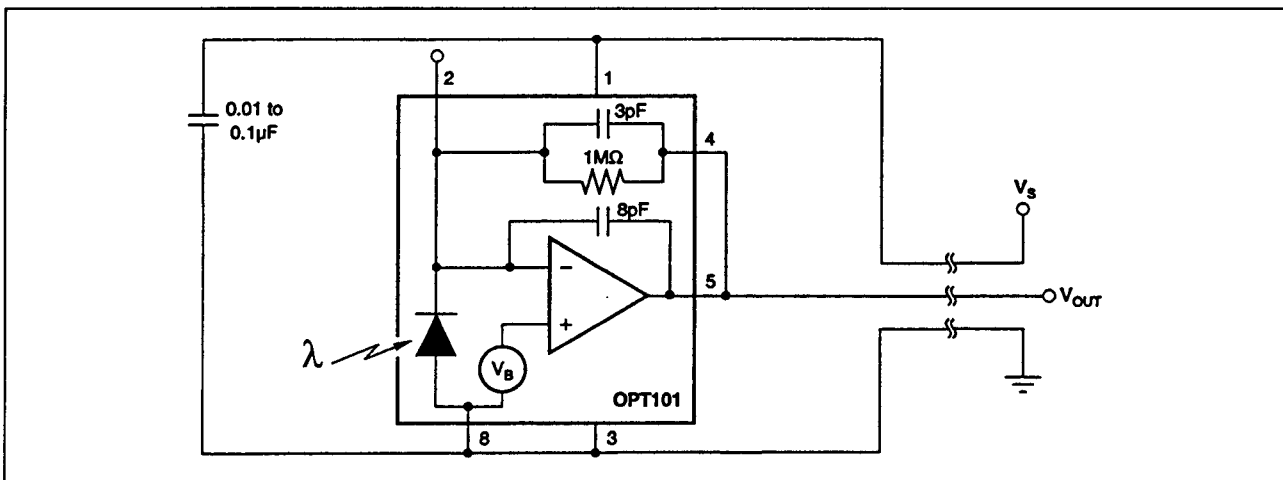 2
1
0.01 to
0.1µF
3pF
4
1MΩ
8pF
V_S
5
V_OUT
λ
V_B
OPT101
8
3